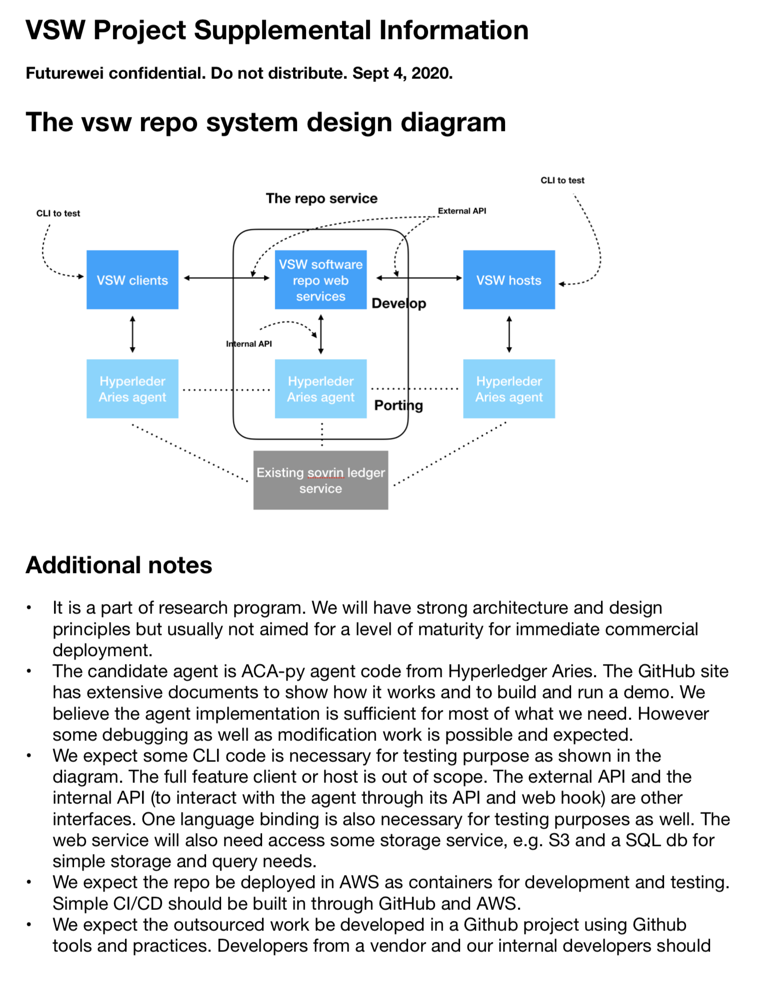 VSW Project Supplemental Information
Futurewei confidential. Do not distribute. Sept 4, 2020.
The vsw repo system design diagram
CLI to test
The repo service
External API
CLI to test
VSW clients
VSW software
repo web
services
VSW hosts
Develop
Internal API
Hyperleder
Aries agent
Hyperleder
Aries agent
Hyperleder
Aries agent
Porting
Existing sovrin ledger
service
Additional notes
• It is a part of research program. We will have strong architecture and design
principles but usually not aimed for a level of maturity for immediate commercial
deployment.
• The candidate agent is ACA-py agent code from Hyperledger Aries. The GitHub site
has extensive documents to show how it works and to build and run a demo. We
believe the agent implementation is sufficient for most of what we need. However
some debugging as well as modification work is possible and expected.
• We expect some CLI code is necessary for testing purpose as shown in the
diagram. The full feature client or host is out of scope. The external API and the
internal API (to interact with the agent through its API and web hook) are other
interfaces. One language binding is also necessary for testing purposes as well. The
web service will also need access some storage service, e.g. S3 and a SQL db for
simple storage and query needs.
• We expect the repo be deployed in AWS as containers for development and testing.
Simple CI/CD should be built in through GitHub and AWS.
• We expect the outsourced work be developed in a Github project using Github
tools and practices. Developers from a vendor and our internal developers should